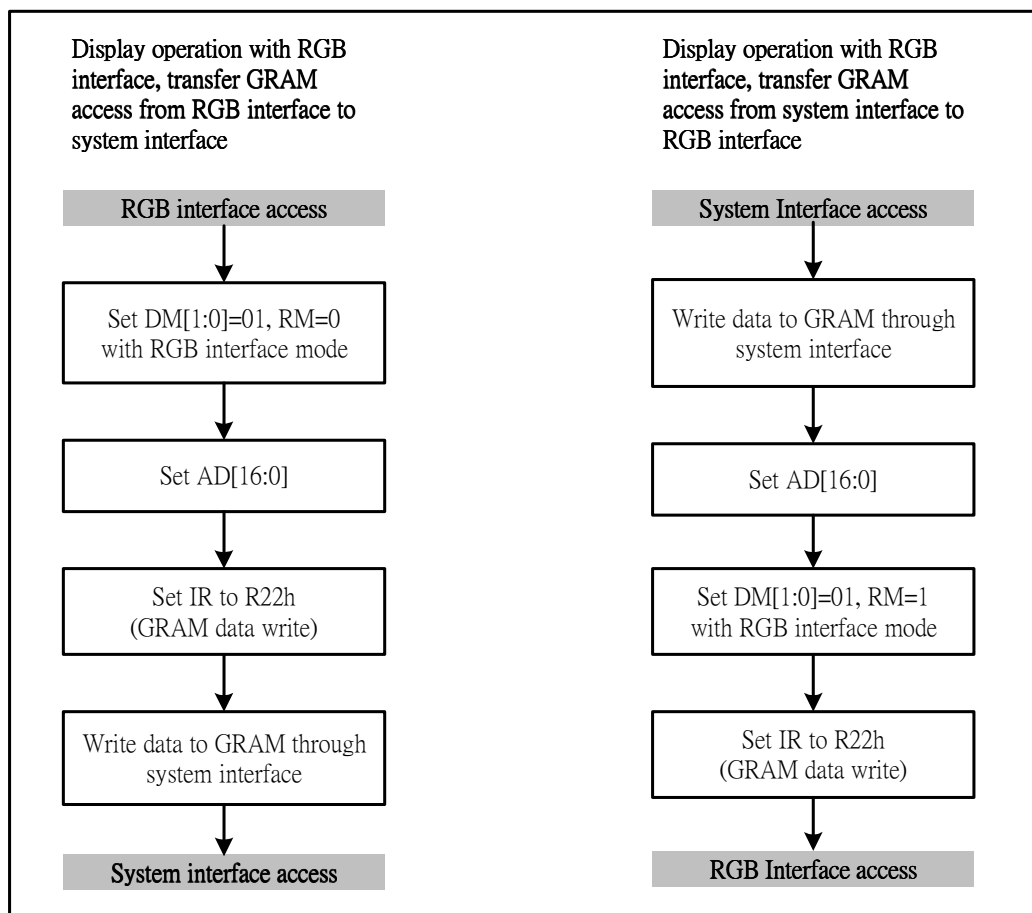 Display operation with RGB
interface, transfer GRAM
access from RGB interface to
system interface
RGB interface access
Set DM[1:0]=01, RM=0
with RGB interface mode
Set AD[16:0]
Set IR to R22h
(GRAM data write)
Write data to GRAM through
system interface
System interface access
Display operation with RGB
interface, transfer GRAM
access from system interface to
RGB interface
System Interface access
Write data to GRAM through
system interface
Set AD[16:0]
Set DM[1:0]=01, RM=1
with RGB interface mode
Set IR to R22h
(GRAM data write)
RGB Interface access